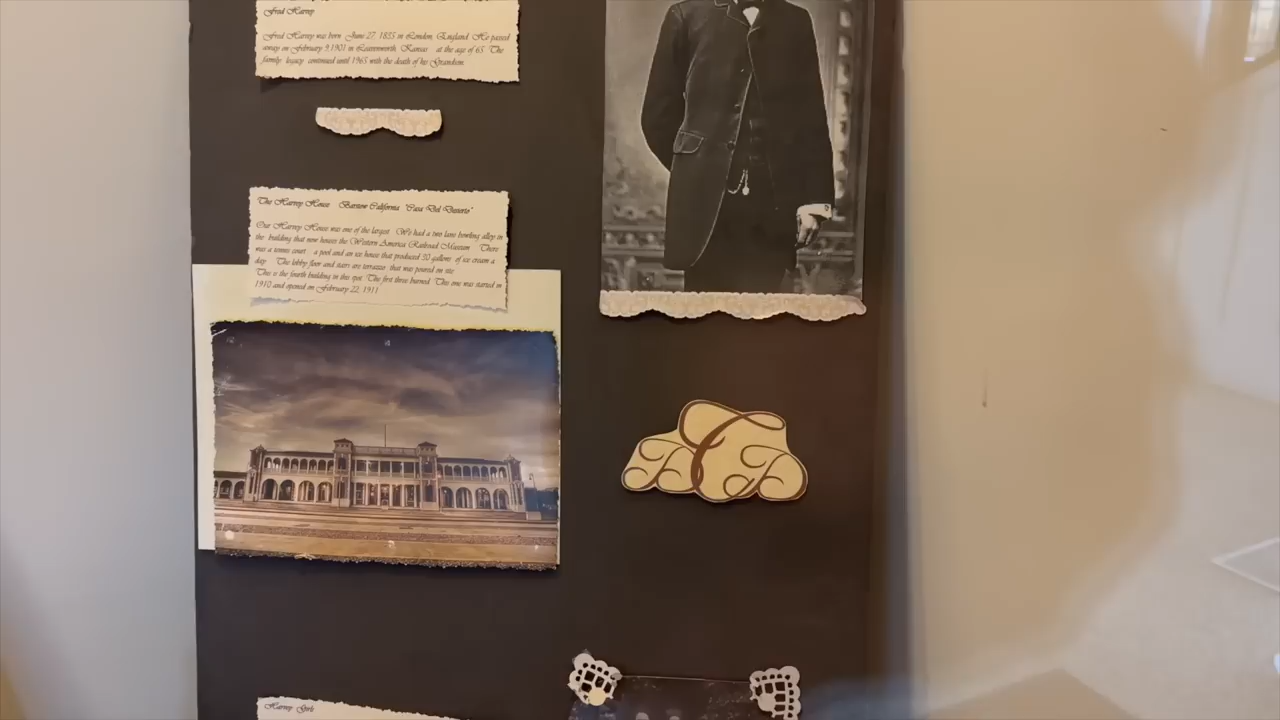 Fred Harvey
Fred Harvey was born June 27, 1835 in London, England. He passed
away on February 9, 1901 in Leavenworth, Kansas at the age of 65. The
family legacy continued until 1965 with the death of his Grandson.
The Harvey House Barstow California "Casa Del Desierto"
Our Harvey House was one of the largest. We had a two lane bowling alley in
the building that now houses the Western America Railroad Museum. There
was a tennis court, a pool and an ice house that produced 50 gallons of ice cream a
day. The lobby floor and stairs are terrazzo that was poured on site.
This is the fourth building in this spot. The first three burned. This one was started in
1910 and opened on February 22, 1911
Harvey Girls